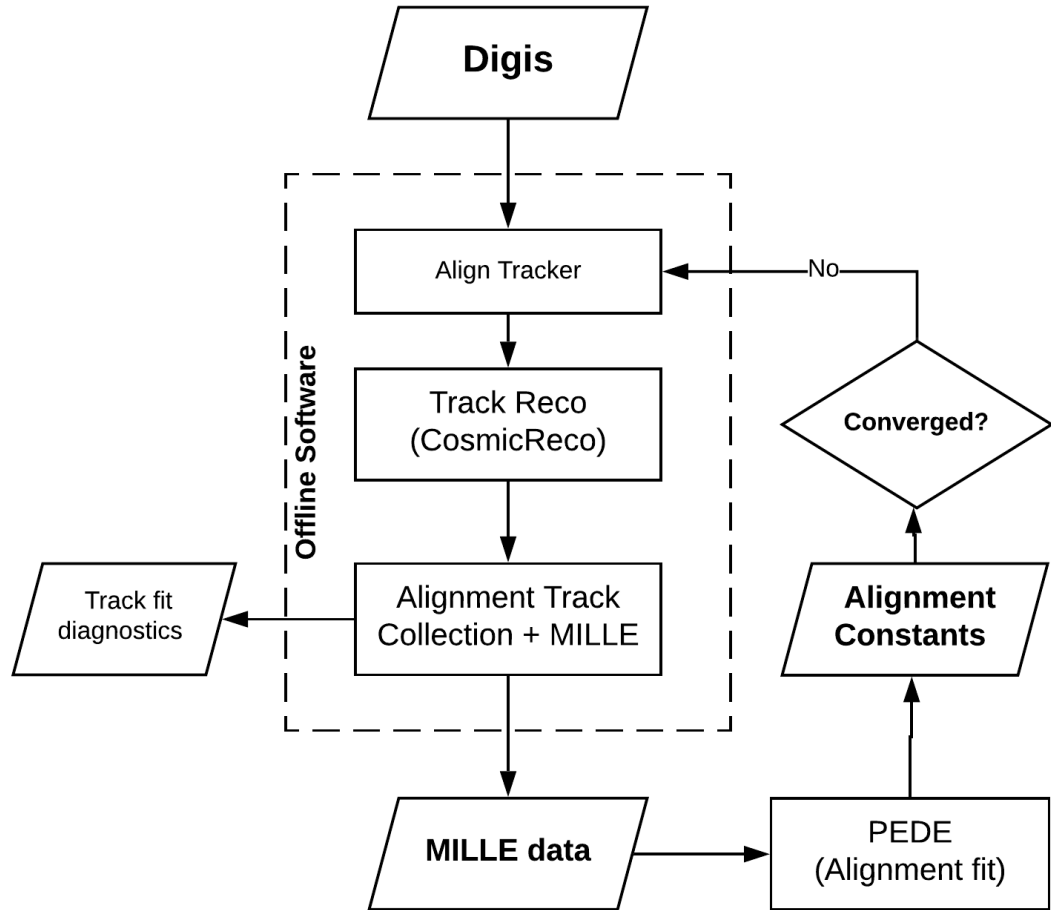 Digis
Align Tracker
No
Track Reco
(CosmicReco)
Converged?
Offline Software
Track fit
diagnostics
Alignment Track
Collection + MILLE
Alignment
Constants
MILLE data
PEDE
(Alignment fit)